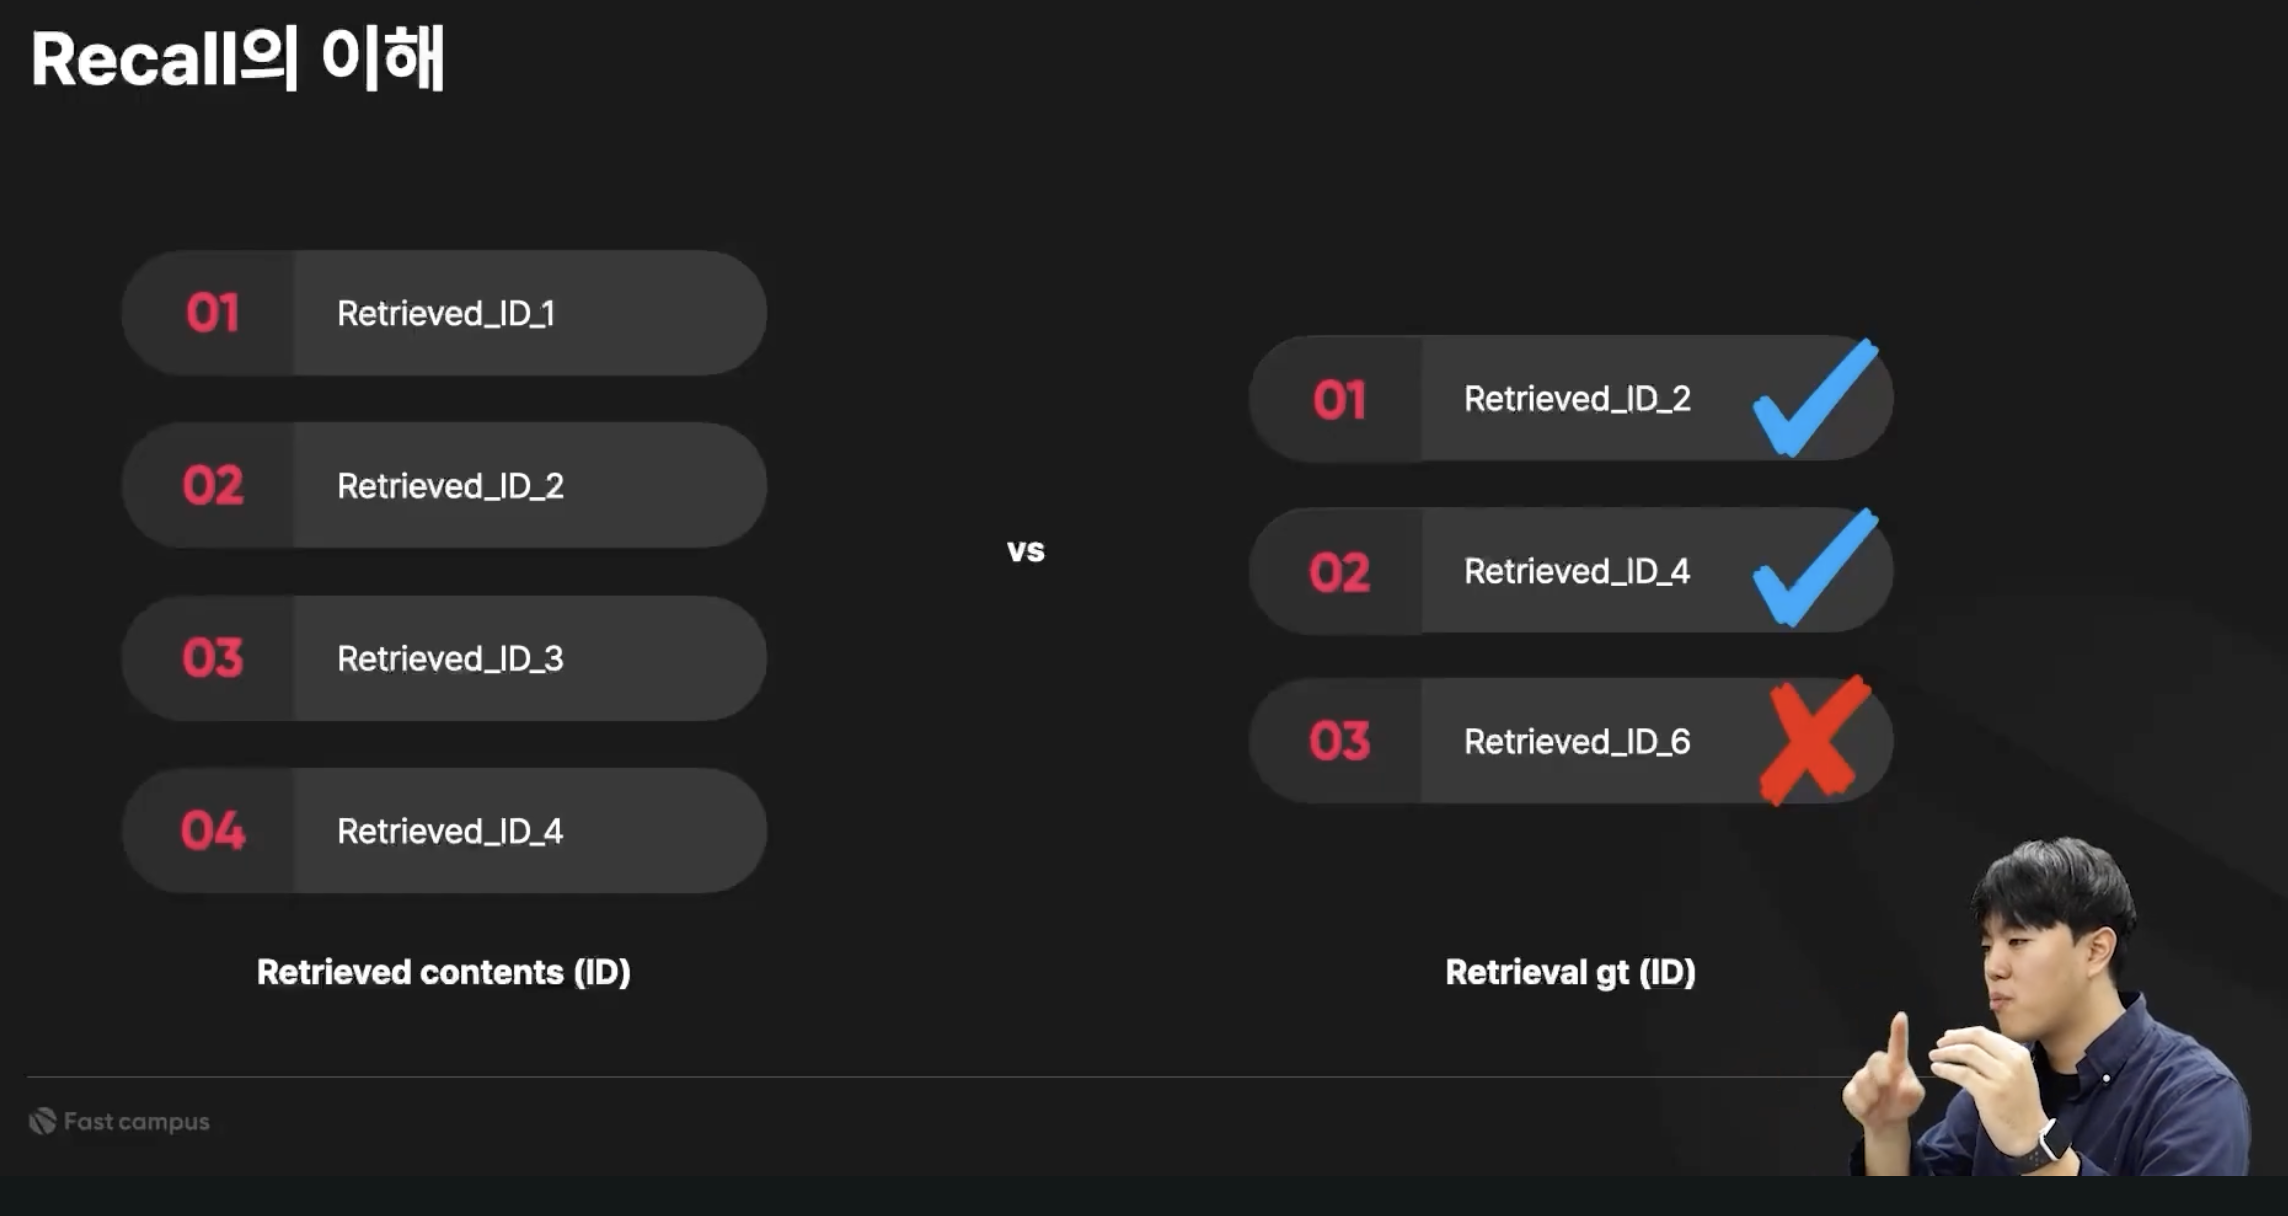 Recall의 이해
01 Retrieved_ID_1
02 Retrieved_ID_2
03 Retrieved_ID_3
04 Retrieved_ID_4
Retrieved contents (ID)
vs
01 Retrieved_ID_2
02 Retrieved_ID_4
03 Retrieved_ID_6
Retrieval gt (ID)
Fast campus